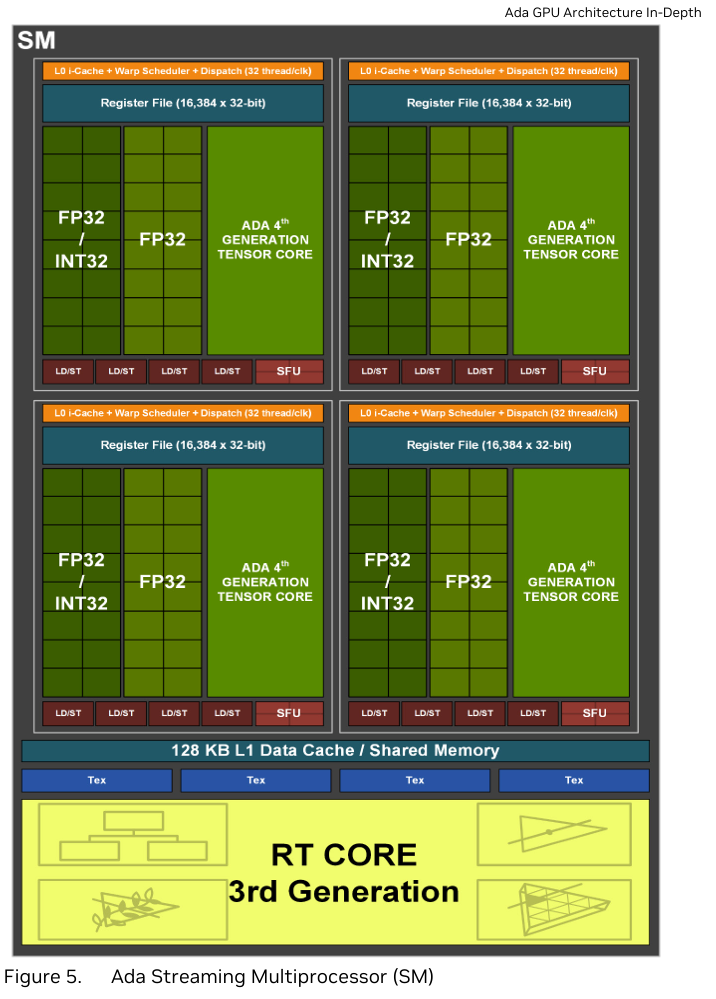 Ada GPU Architecture In-Depth
SM
L0 i-Cache + Warp Scheduler + Dispatch (32 thread/clk)
Register File (16,384 x 32-bit)
FP32
/
INT32
FP32
ADA 4th
GENERATION
TENSOR CORE
LD/ST LD/ST LD/ST LD/ST SFU
L0 i-Cache + Warp Scheduler + Dispatch (32 thread/clk)
Register File (16,384 x 32-bit)
FP32
/
INT32
FP32
ADA 4th
GENERATION
TENSOR CORE
LD/ST LD/ST LD/ST LD/ST SFU
L0 i-Cache + Warp Scheduler + Dispatch (32 thread/clk)
Register File (16,384 x 32-bit)
FP32
/
INT32
FP32
ADA 4th
GENERATION
TENSOR CORE
LD/ST LD/ST LD/ST LD/ST SFU
L0 i-Cache + Warp Scheduler + Dispatch (32 thread/clk)
Register File (16,384 x 32-bit)
FP32
/
INT32
FP32
ADA 4th
GENERATION
TENSOR CORE
LD/ST LD/ST LD/ST LD/ST SFU
128 KB L1 Data Cache / Shared Memory
Tex Tex Tex Tex
RT CORE
3rd Generation
Figure 5. Ada Streaming Multiprocessor (SM)